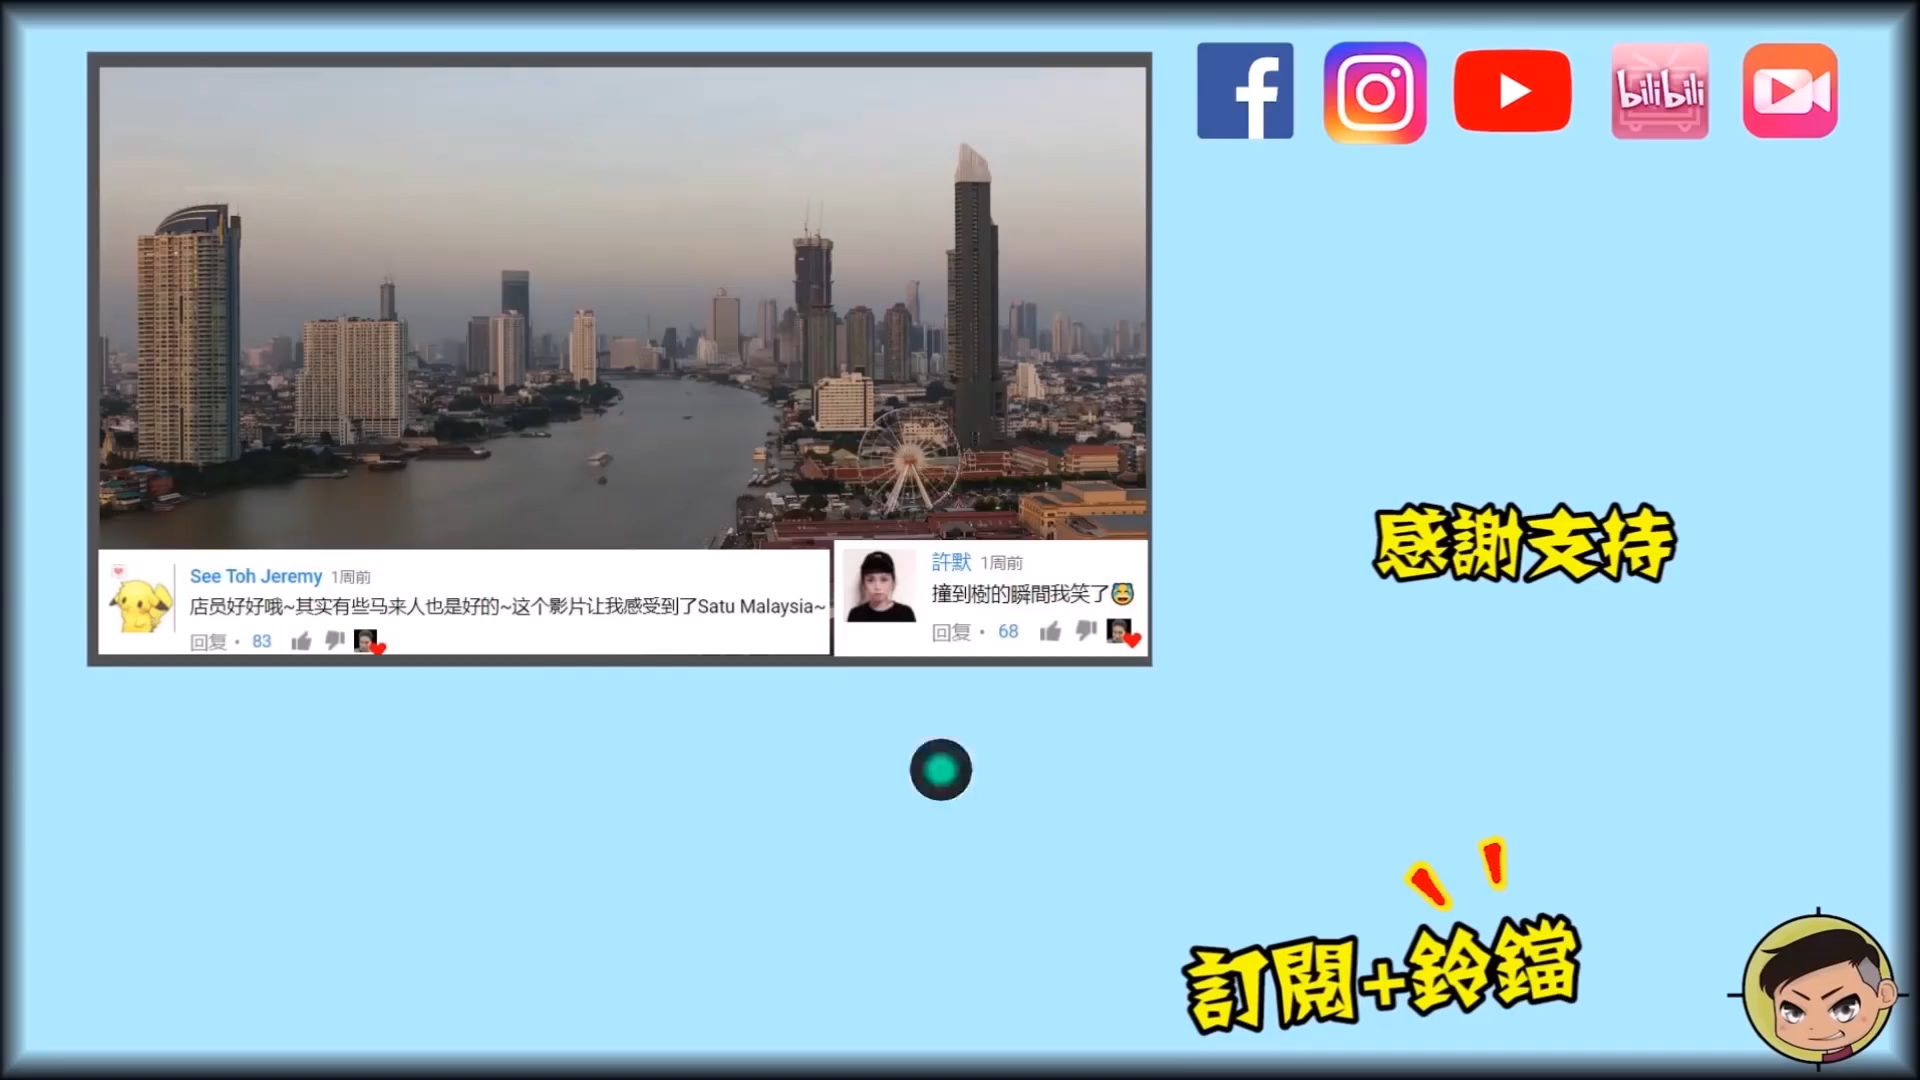 bilibili
See Toh Jeremy 1周前
店员好好哦~其实有些马来人也是好的~这个影片让我感受到了Satu Malaysia~
回复 · 83
許默 1周前
撞到樹的瞬間我笑了😹
回复 · 68
感謝支持
訂閱+鈴鐺